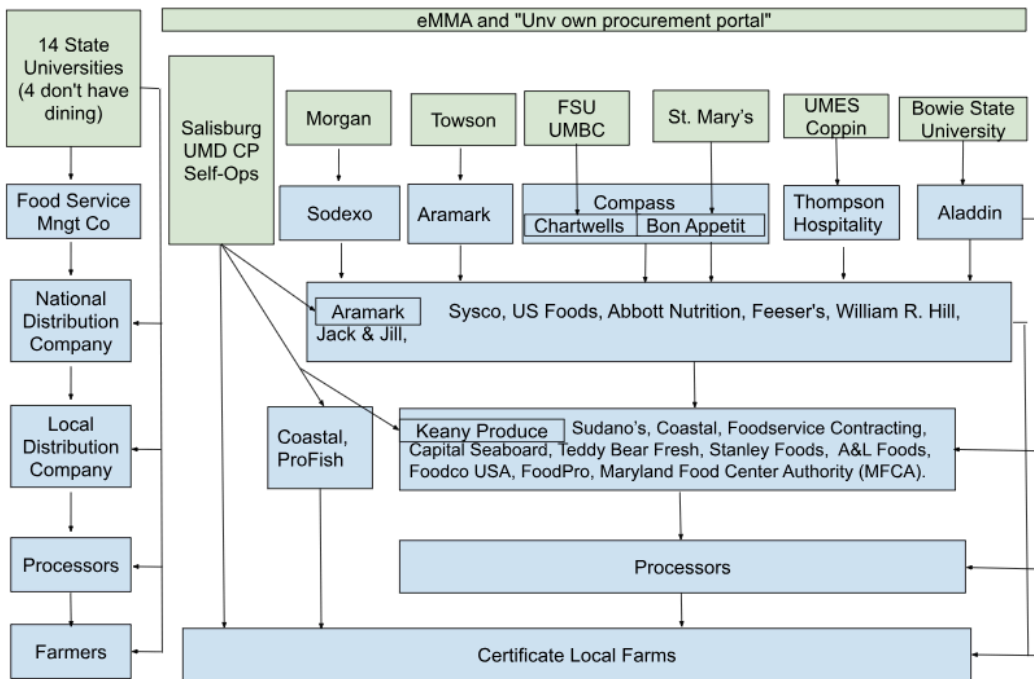 eMMA and "Unv own procurement portal"
14 State
Universities
(4 don't have
dining)
Food Service
Mngt Co
National
Distribution
Company
Local
Distribution
Company
Processors
Farmers
Salisburg
UMD CP
Self-Ops
Morgan
Towson
FSU
UMBC
St. Mary's
UMES
Coppin
Bowie State
University
Sodexo
Aramark
Compass
Chartwells
Bon Appetit
Thompson
Hospitality
Aladdin
Aramark
Sysco, US Foods, Abbott Nutrition, Feeser's, William R. Hill,
Jack & Jill,
Coastal,
ProFish
Keany Produce
Sudano's, Coastal, Foodservice Contracting,
Capital Seaboard, Teddy Bear Fresh, Stanley Foods, A&L Foods,
Foodco USA, FoodPro, Maryland Food Center Authority (MFCA).
Processors
Certificate Local Farms